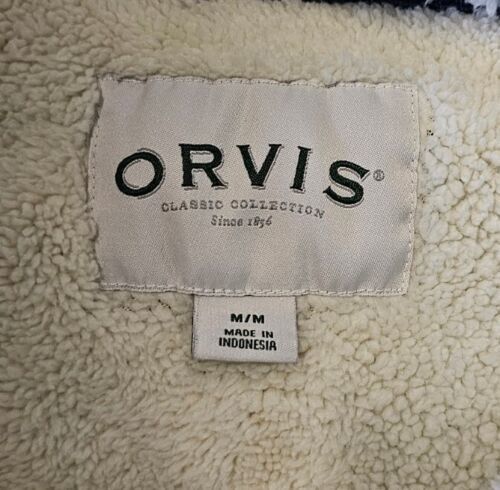 ORVIS®
CLASSIC COLLECTION
Since 1856
M/M
MADE IN
INDONESIA